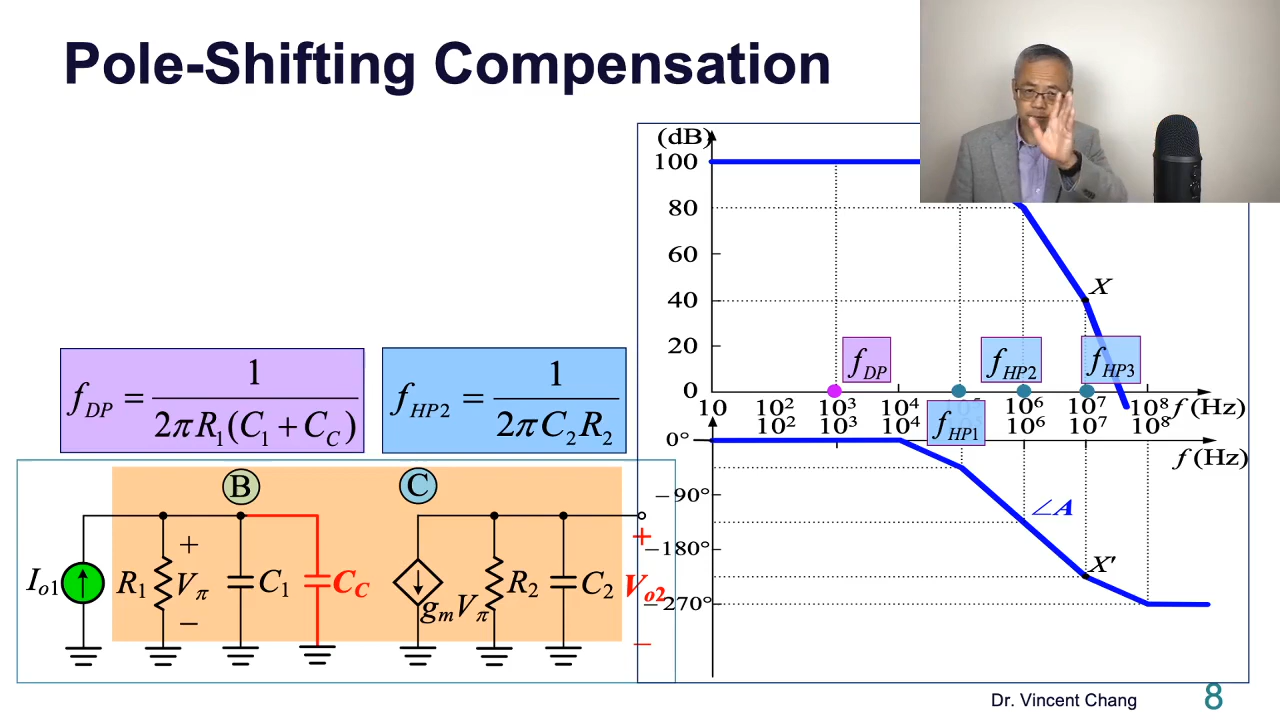 Pole-Shifting Compensation
(dB)
100
80
60
40
20
0
X
f_DP
f_HP2
f_HP3
10 10² 10³ 10⁴ 10⁶ 10⁷ 10⁸ f (Hz)
10² 10³ 10⁴ f_HP1 10⁶ 10⁷ 10⁸
f (Hz)
0°
−90°
−180°
−270°
∠A
X'
f_DP = 1 / 2πR₁(C₁ + C_C)
f_HP2 = 1 / 2πC₂R₂
B
C
I_o1
R₁
+
V_π
−
C₁
C_C
g_mV_π
R₂
C₂
+
V_o2
−
Dr. Vincent Chang
8